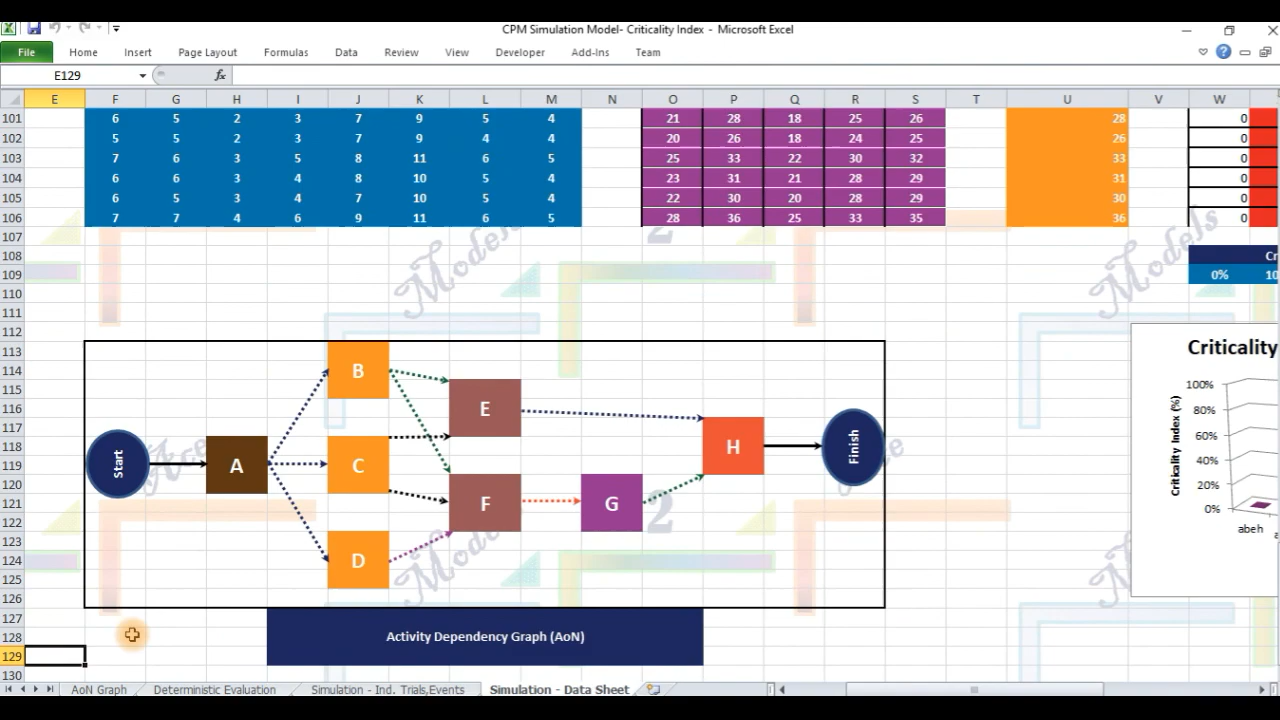 CPM Simulation Model- Criticality Index - Microsoft Excel
File Home Insert Page Layout Formulas Data Review View Developer Add-Ins Team
E129 fx
E F G H I J K L M N O P Q R S T U V W
101 6 5 2 3 7 9 5 4 21 28 18 25 26 28 0
102 5 5 2 3 7 9 4 4 20 26 18 24 25 26 0
103 7 6 3 5 8 11 6 5 25 33 22 30 32 33 0
104 6 6 3 4 8 10 5 4 23 31 21 28 29 31 0
105 6 5 3 4 7 10 5 4 22 30 20 28 29 30 0
106 7 7 4 6 9 11 6 5 28 36 25 33 35 36 0
107
108 Cr
109 0% 10
110
111
112
113
114
115
116
117
118
119
120
121
122
123
124
125
126
127
128
129
130
Start
A
B
C
D
E
F
G
H
Finish
Activity Dependency Graph (AoN)
Criticality
Criticality Index (%)
100%
80%
60%
40%
20%
0%
abeh
Models
Models
Models
Ace
2
2
AoN Graph Deterministic Evaluation Simulation - Ind. Trials,Events Simulation - Data Sheet